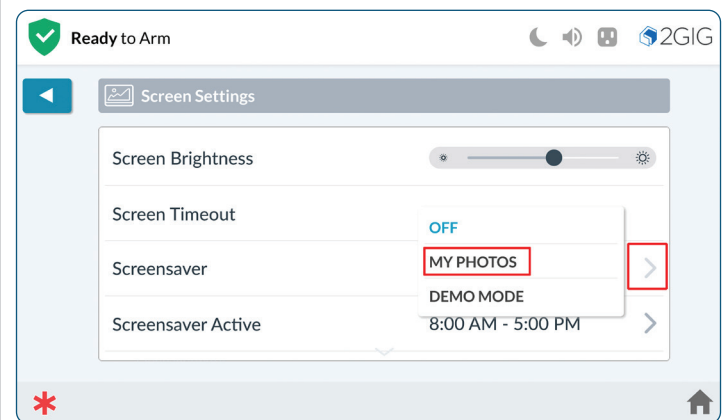 Ready to Arm
2GIG
Screen Settings
Screen Brightness
Screen Timeout
OFF
Screensaver
MY PHOTOS
DEMO MODE
Screensaver Active 8:00 AM - 5:00 PM